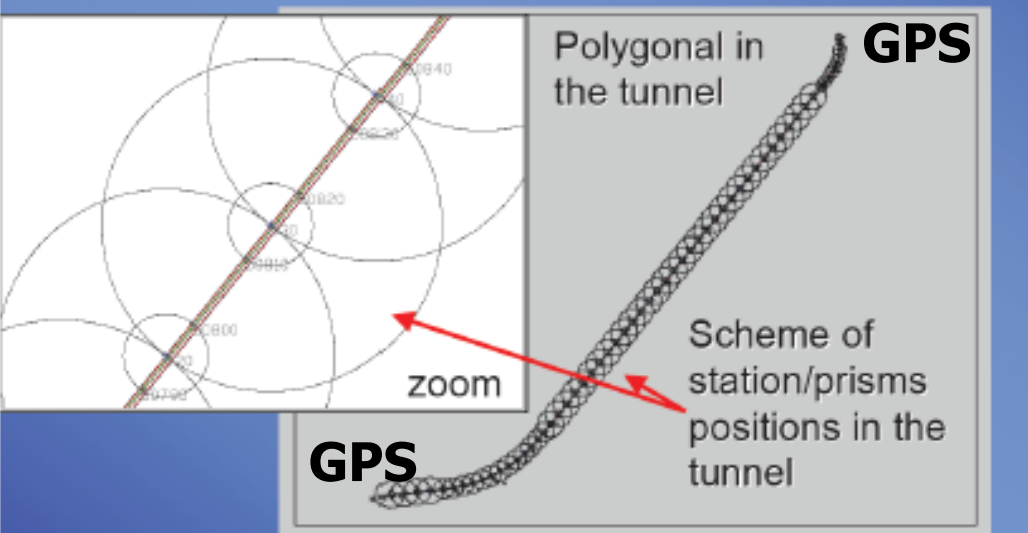 GPS
Polygonal in
the tunnel
0840
0820
0810
0800
zoom
Scheme of
station/prisms
positions in the
tunnel
GPS